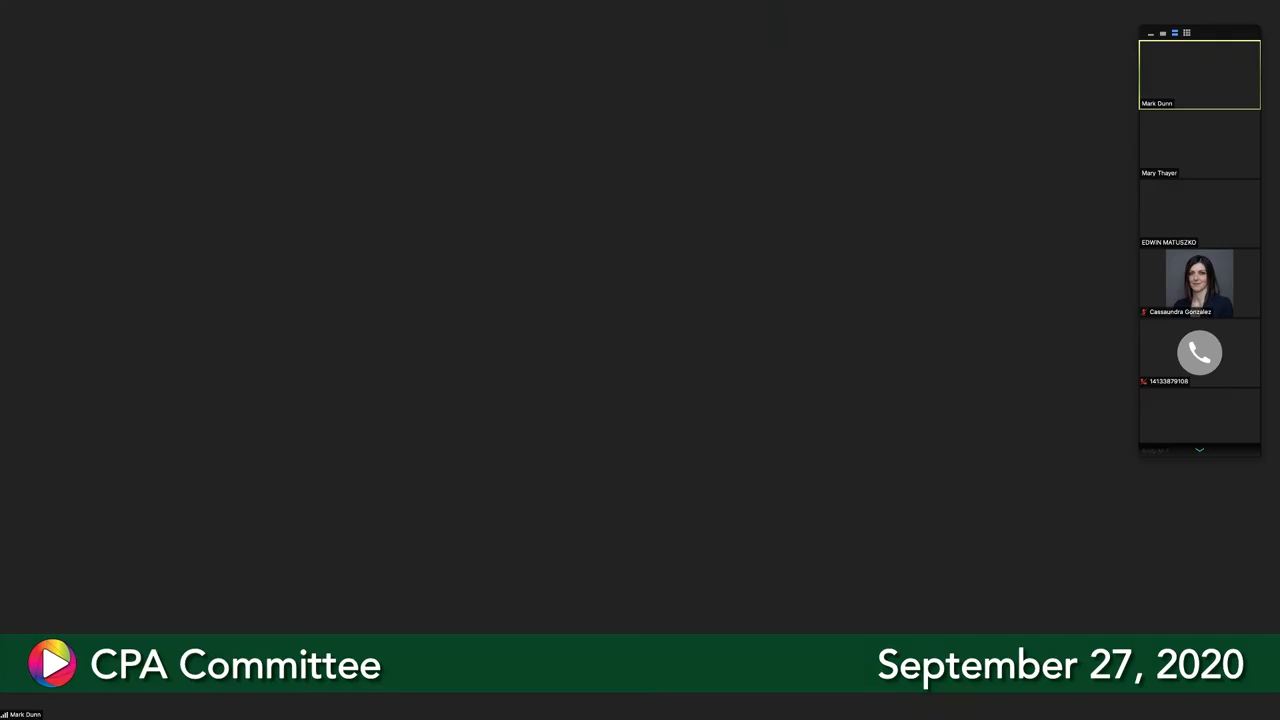 Mark Dunn
Mary Thayer
EDWIN MATUSZKO
Cassaundra Gonzalez
14133879108
CPA Committee
September 27, 2020
Mark Dunn